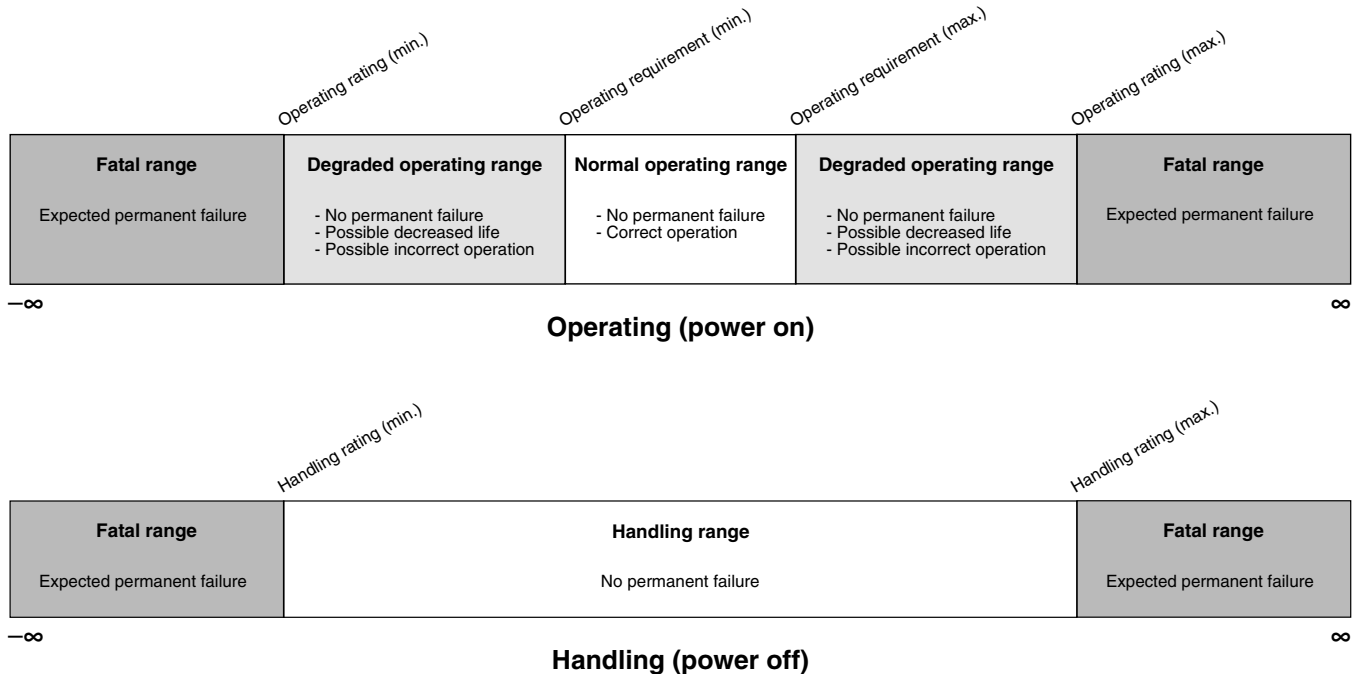 Operating rating (min.)
Operating requirement (min.)
Operating requirement (max.)
Operating rating (max.)
Fatal range
Expected permanent failure
Degraded operating range
- No permanent failure
- Possible decreased life
- Possible incorrect operation
Normal operating range
- No permanent failure
- Correct operation
Degraded operating range
- No permanent failure
- Possible decreased life
- Possible incorrect operation
Fatal range
Expected permanent failure
–∞
∞
Operating (power on)
Handling rating (min.)
Handling rating (max.)
Fatal range
Expected permanent failure
Handling range
No permanent failure
Fatal range
Expected permanent failure
–∞
∞
Handling (power off)